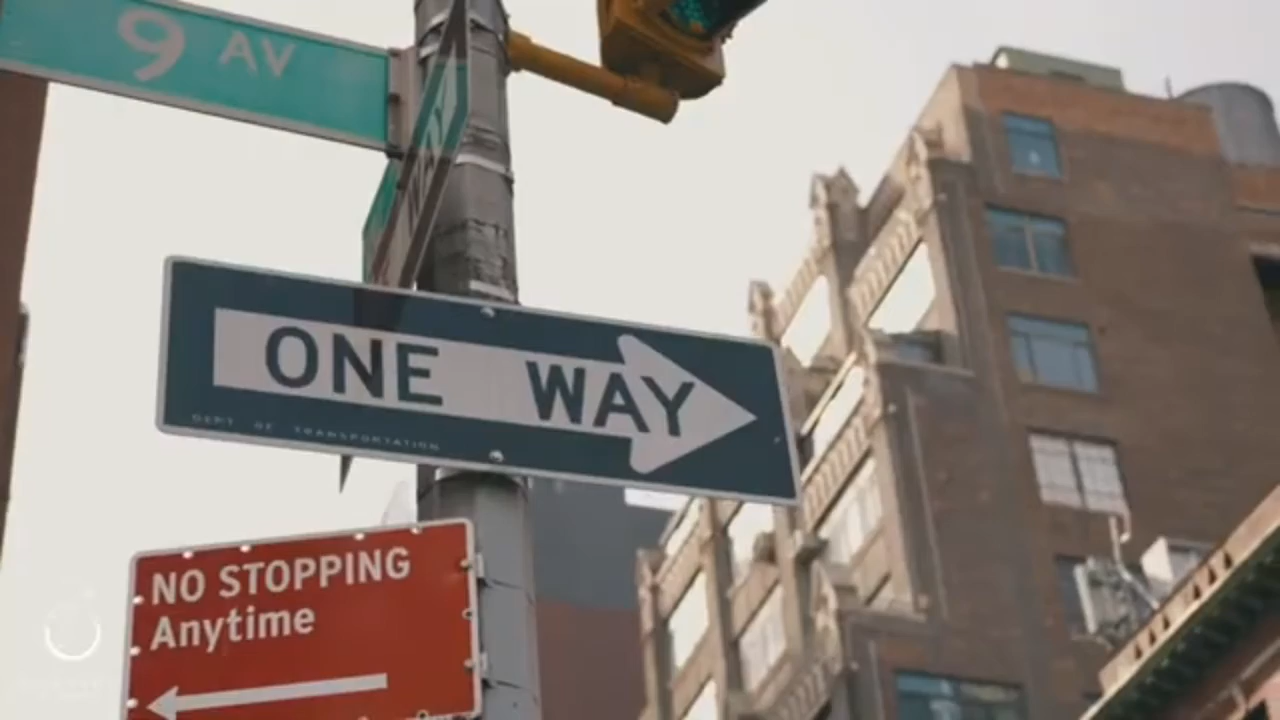 9 AV
ONE WAY
DEPT OF TRANSPORTATION
NO STOPPING
Anytime